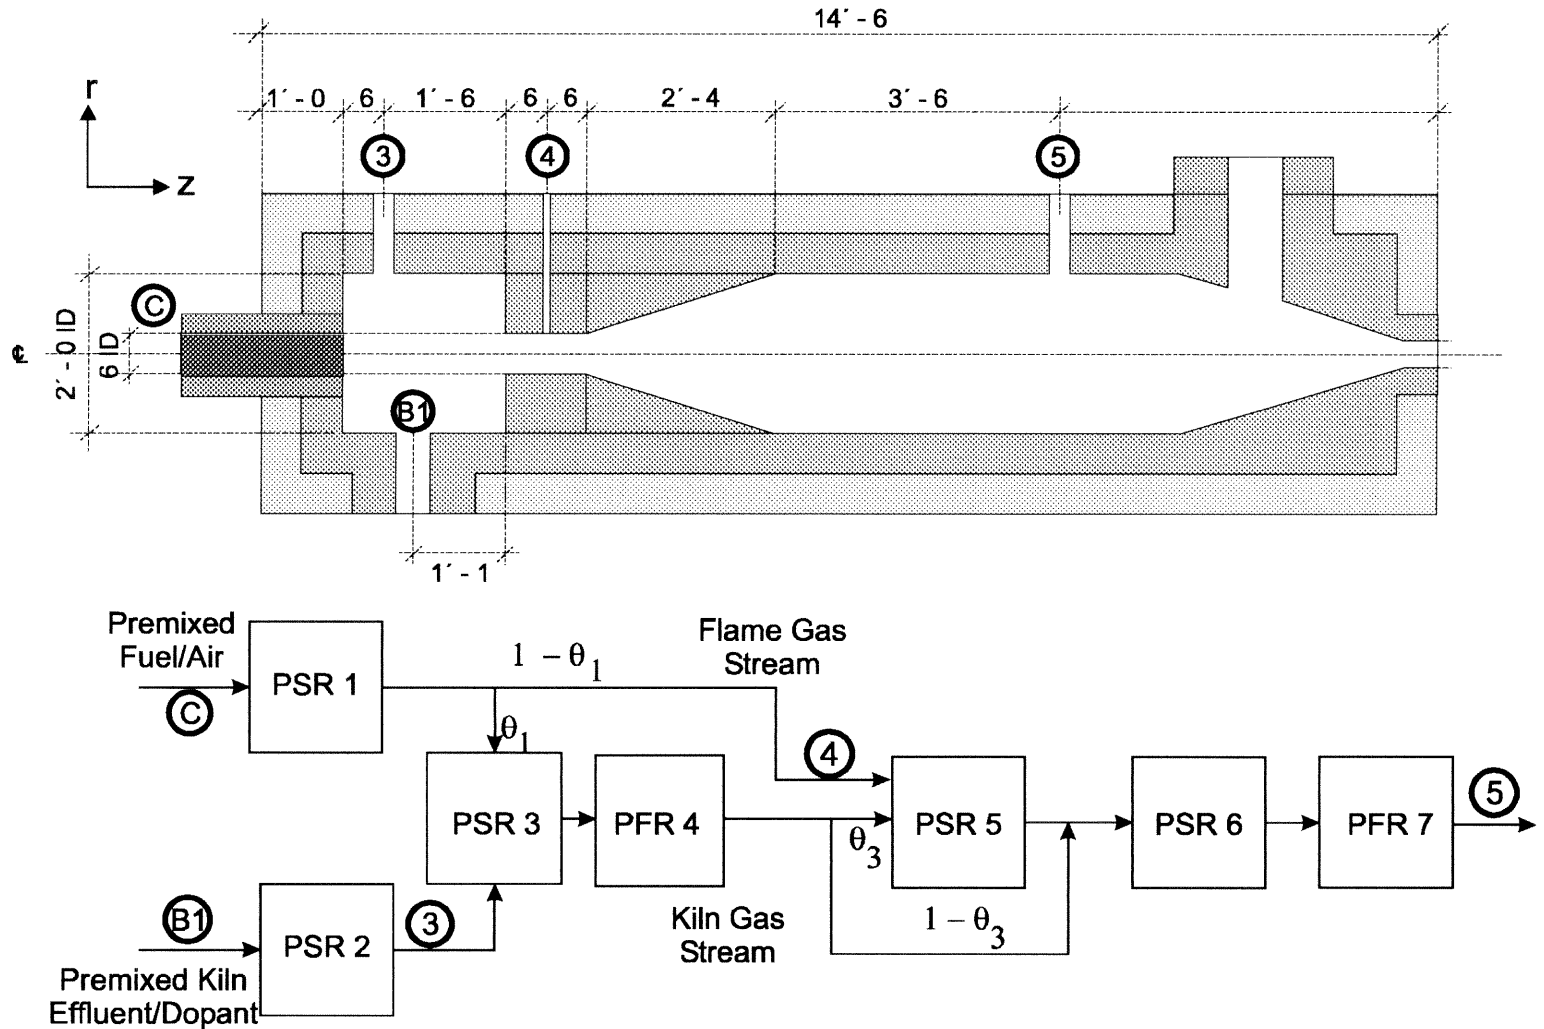 14´ - 6
1´ - 0
6
1´ - 6
6
6
2´ - 4
3´ - 6
r
z
3
4
5
C
2´ - 0 ID
6 ID
℄
B1
1´ - 1
Premixed
Fuel/Air
C
PSR 1
1 - θ1
θ1
Flame Gas
Stream
4
PSR 3
PFR 4
θ3
PSR 5
PSR 6
PFR 7
5
B1
PSR 2
3
Premixed Kiln
Effluent/Dopant
Kiln Gas
Stream
1 - θ3